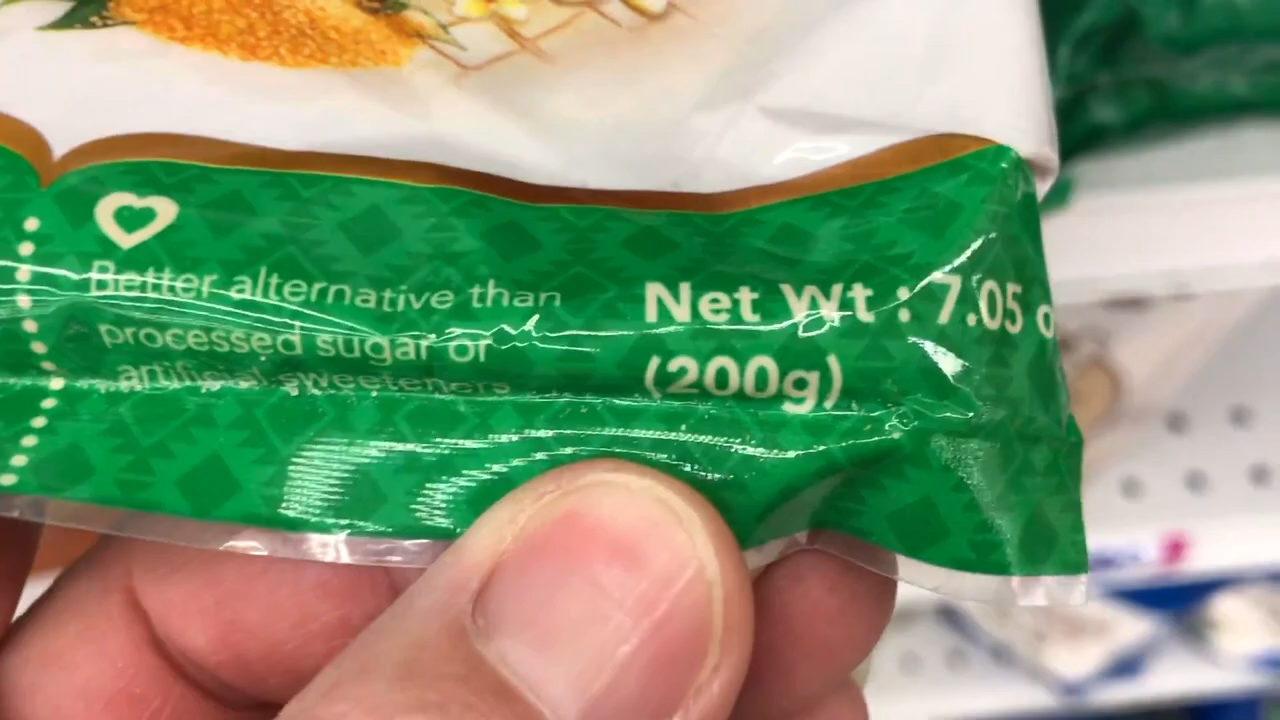 Better alternative than
processed sugar or
artificial sweeteners
Net Wt : 7.05 o
(200g)